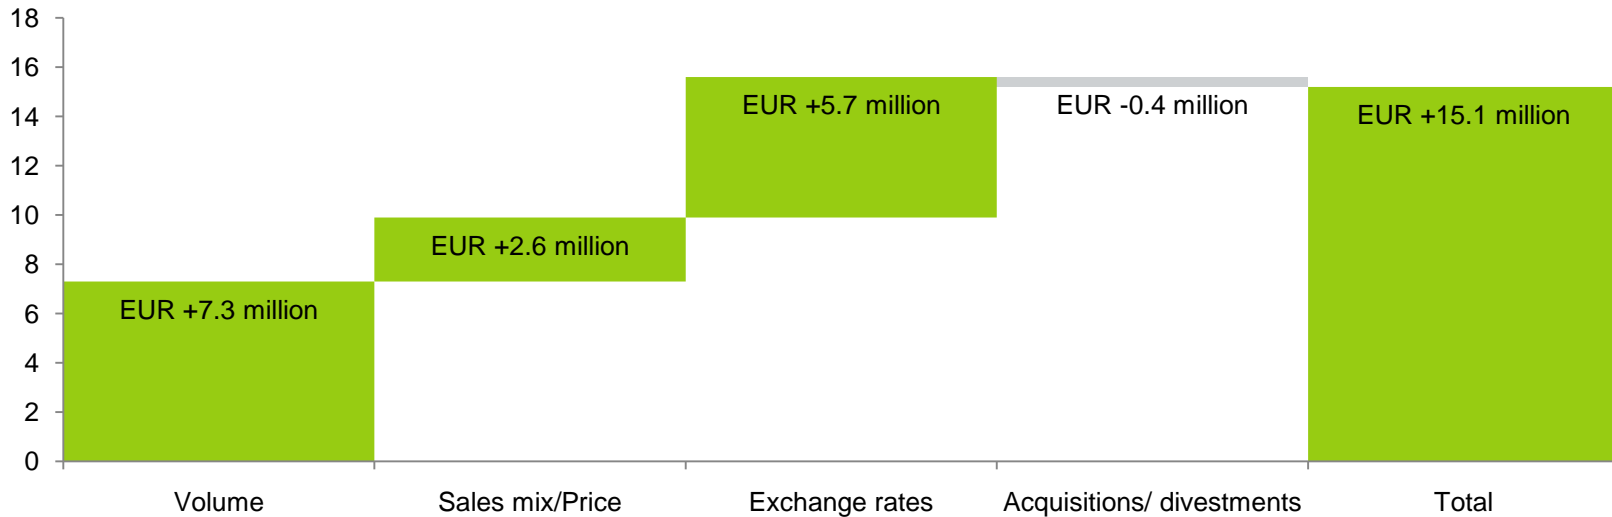 18
16
14
12
10
8
6
4
2
0
EUR +7.3 million
EUR +2.6 million
EUR +5.7 million
EUR -0.4 million
EUR +15.1 million
Volume
Sales mix/Price
Exchange rates
Acquisitions/ divestments
Total